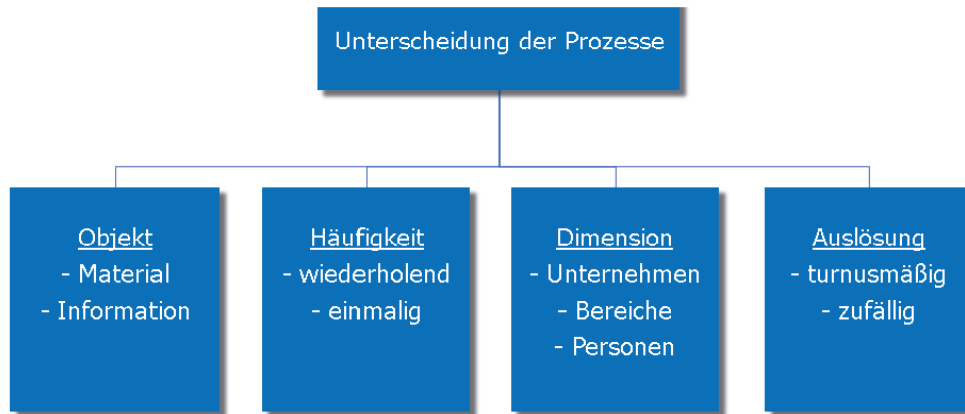 Unterscheidung der Prozesse
Objekt
- Material
- Information
Häufigkeit
- wiederholend
- einmalig
Dimension
- Unternehmen
- Bereiche
- Personen
Auslösung
- turnusmäßig
- zufällig